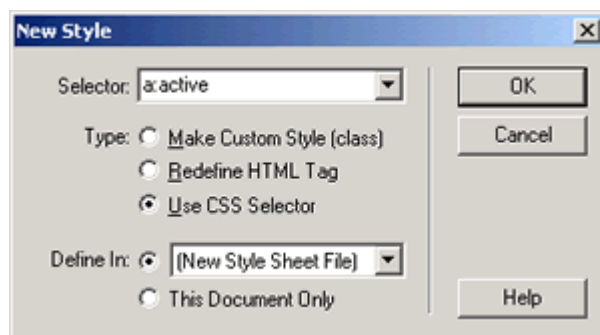 New Style
Selector: a:active
OK
Type: Make Custom Style (class)
Cancel
Redefine HTML Tag
Use CSS Selector
Define In: (New Style Sheet File)
This Document Only
Help